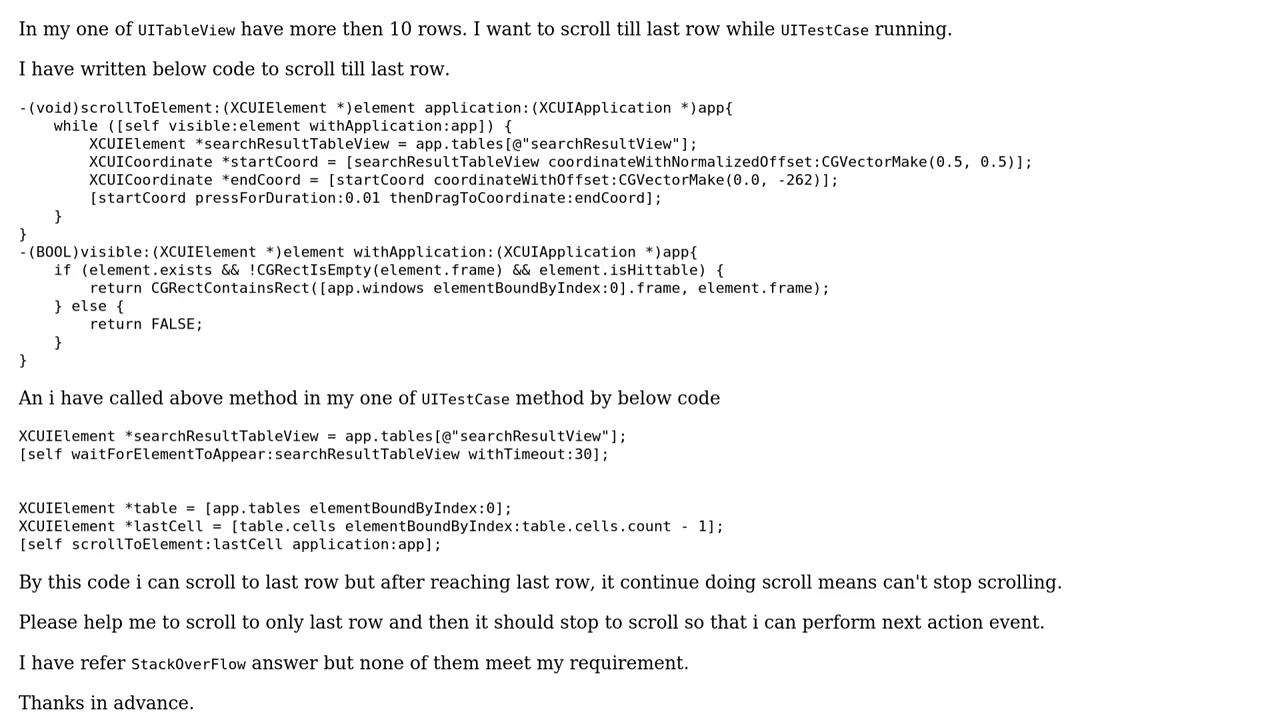 In my one of UITableView have more then 10 rows. I want to scroll till last row while UITestCase running.
I have written below code to scroll till last row.
-(void)scrollToElement:(XCUIElement *)element application:(XCUIApplication *)app{
    while ([self visible:element withApplication:app]) {
        XCUIElement *searchResultTableView = app.tables[@"searchResultView"];
        XCUICoordinate *startCoord = [searchResultTableView coordinateWithNormalizedOffset:CGVectorMake(0.5, 0.5)];
        XCUICoordinate *endCoord = [startCoord coordinateWithOffset:CGVectorMake(0.0, -262)];
        [startCoord pressForDuration:0.01 thenDragToCoordinate:endCoord];
    }
}
-(BOOL)visible:(XCUIElement *)element withApplication:(XCUIApplication *)app{
    if (element.exists && !CGRectIsEmpty(element.frame) && element.isHittable) {
        return CGRectContainsRect([app.windows elementBoundByIndex:0].frame, element.frame);
    } else {
        return FALSE;
    }
}
An i have called above method in my one of UITestCase method by below code
XCUIElement *searchResultTableView = app.tables[@"searchResultView"];
[self waitForElementToAppear:searchResultTableView withTimeout:30];
XCUIElement *table = [app.tables elementBoundByIndex:0];
XCUIElement *lastCell = [table.cells elementBoundByIndex:table.cells.count - 1];
[self scrollToElement:lastCell application:app];
By this code i can scroll to last row but after reaching last row, it continue doing scroll means can't stop scrolling.
Please help me to scroll to only last row and then it should stop to scroll so that i can perform next action event.
I have refer StackOverFlow answer but none of them meet my requirement.
Thanks in advance.